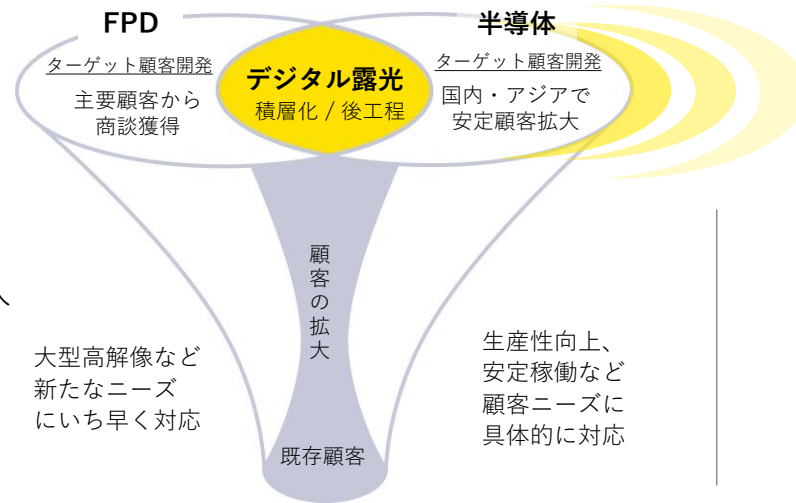 FPD
ターゲット顧客開発
主要顧客から
商談獲得
デジタル露光
積層化 / 後工程
半導体
ターゲット顧客開発
国内・アジアで
安定顧客拡大
顧客の拡大
大型高解像など
新たなニーズ
にいち早く対応
生産性向上、
安定稼働など
顧客ニーズに
具体的に対応
既存顧客